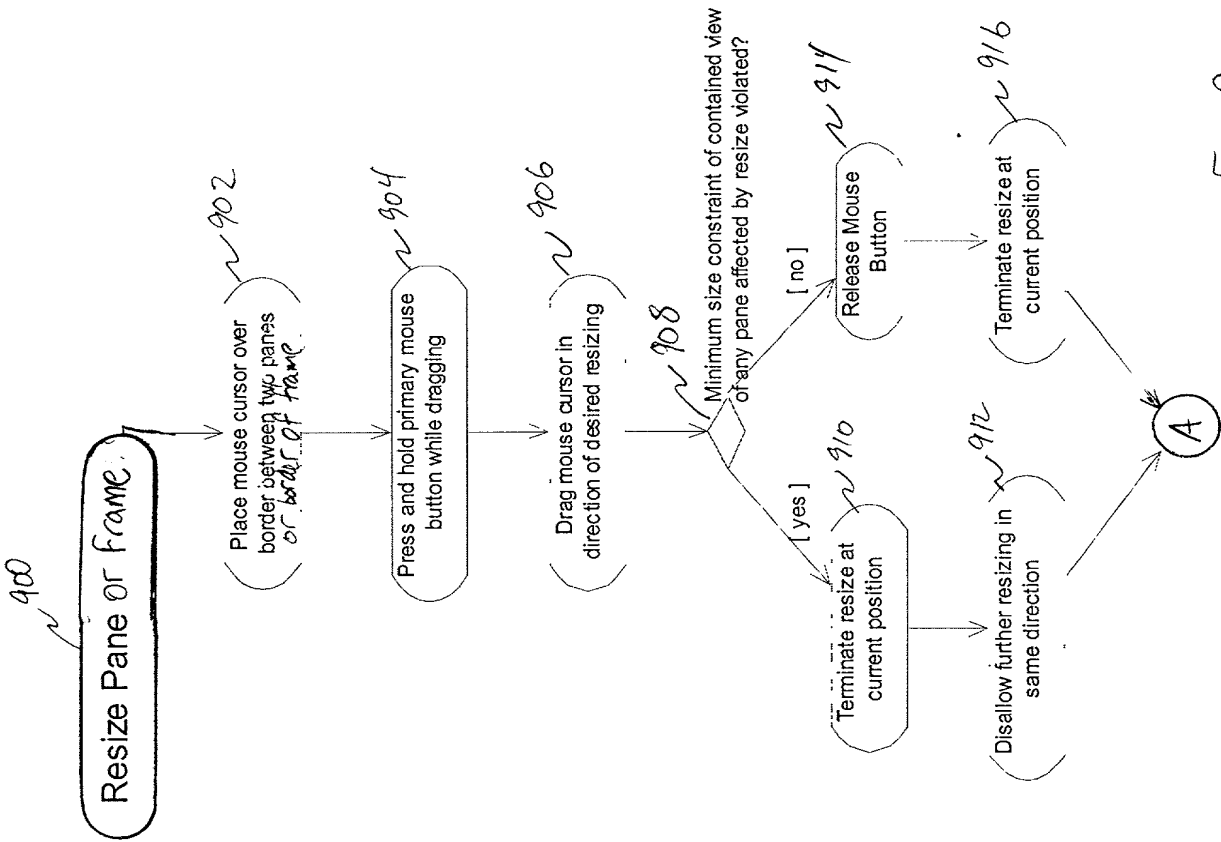 900
Resize Pane or Frame.
902
Place mouse cursor over
border between two panes
or border of frame.
904
Press and hold primary mouse
button while dragging
906
Drag mouse cursor in
direction of desired resizing
908
Minimum size constraint of contained view
of any pane affected by resize violated?
[ yes ]
[ no ]
910
Terminate resize at
current position
914
Release Mouse
Button
912
Disallow further resizing in
same direction
916
Terminate resize at
current position
A